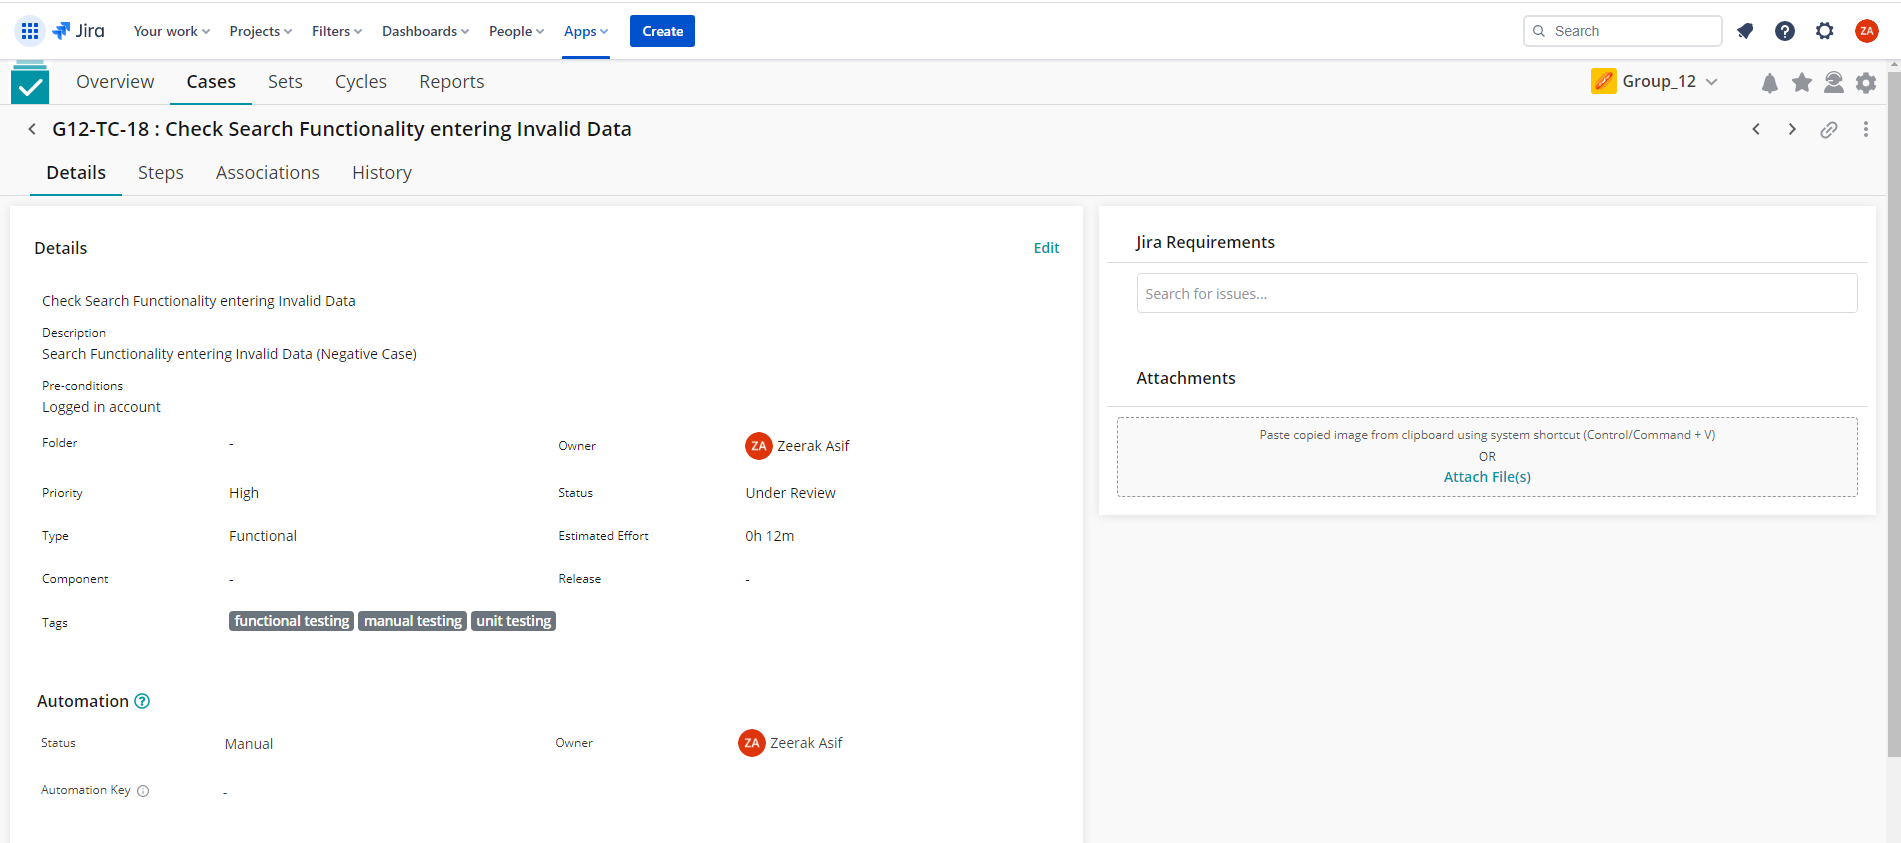 Jira Your work Projects Filters Dashboards People Apps Create Search ZA
Overview Cases Sets Cycles Reports Group_12
G12-TC-18 : Check Search Functionality entering Invalid Data
Details Steps Associations History
Details Edit
Check Search Functionality entering Invalid Data
Description
Search Functionality entering Invalid Data (Negative Case)
Pre-conditions
Logged in account
Folder - Owner ZA Zeerak Asif
Priority High Status Under Review
Type Functional Estimated Effort 0h 12m
Component - Release -
Tags functional testing manual testing unit testing
Automation ?
Status Manual Owner ZA Zeerak Asif
Automation Key -
Jira Requirements
Search for issues...
Attachments
Paste copied image from clipboard using system shortcut (Control/Command + V)
OR
Attach File(s)